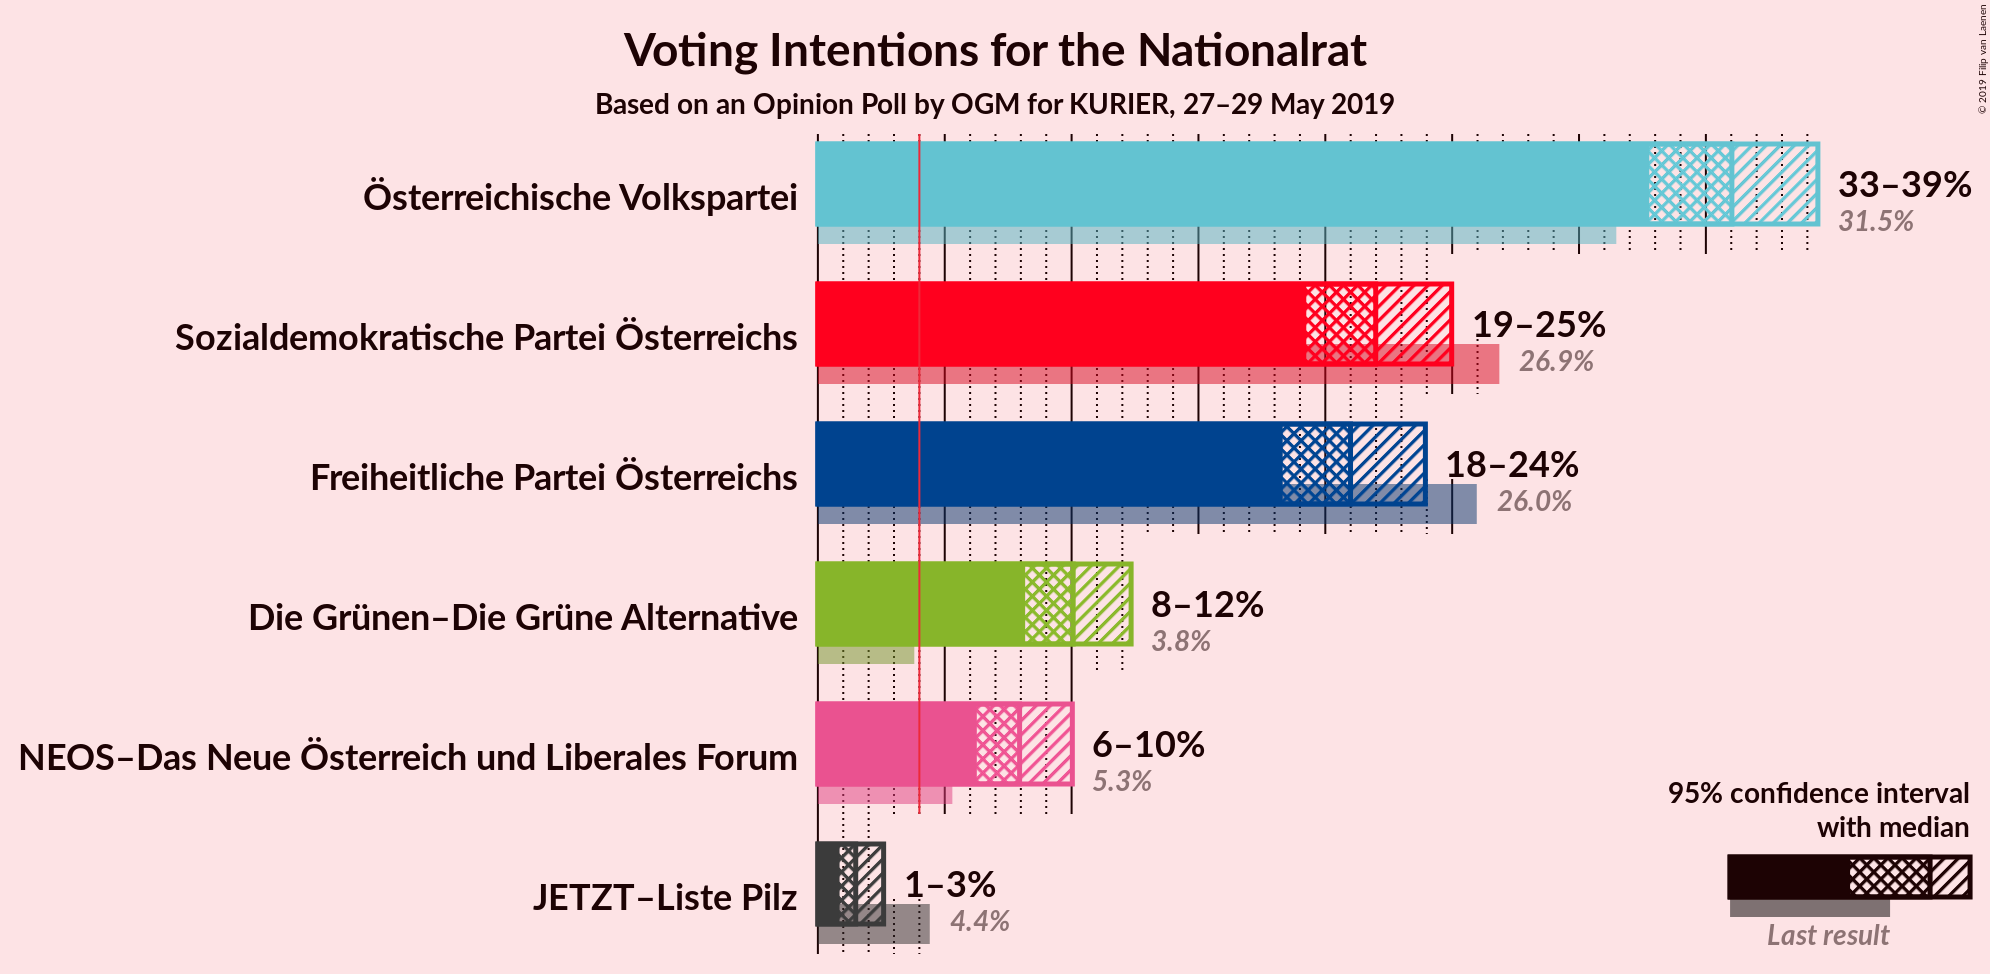 Voting Intentions for the Nationalrat
Based on an Opinion Poll by OGM for KURIER, 27–29 May 2019
© 2019 Filip van Laenen
Österreichische Volkspartei
33–39%
31.5%
Sozialdemokratische Partei Österreichs
19–25%
26.9%
Freiheitliche Partei Österreichs
18–24%
26.0%
Die Grünen–Die Grüne Alternative
8–12%
3.8%
NEOS–Das Neue Österreich und Liberales Forum
6–10%
5.3%
JETZT–Liste Pilz
1–3%
4.4%
95% confidence interval
with median
Last result